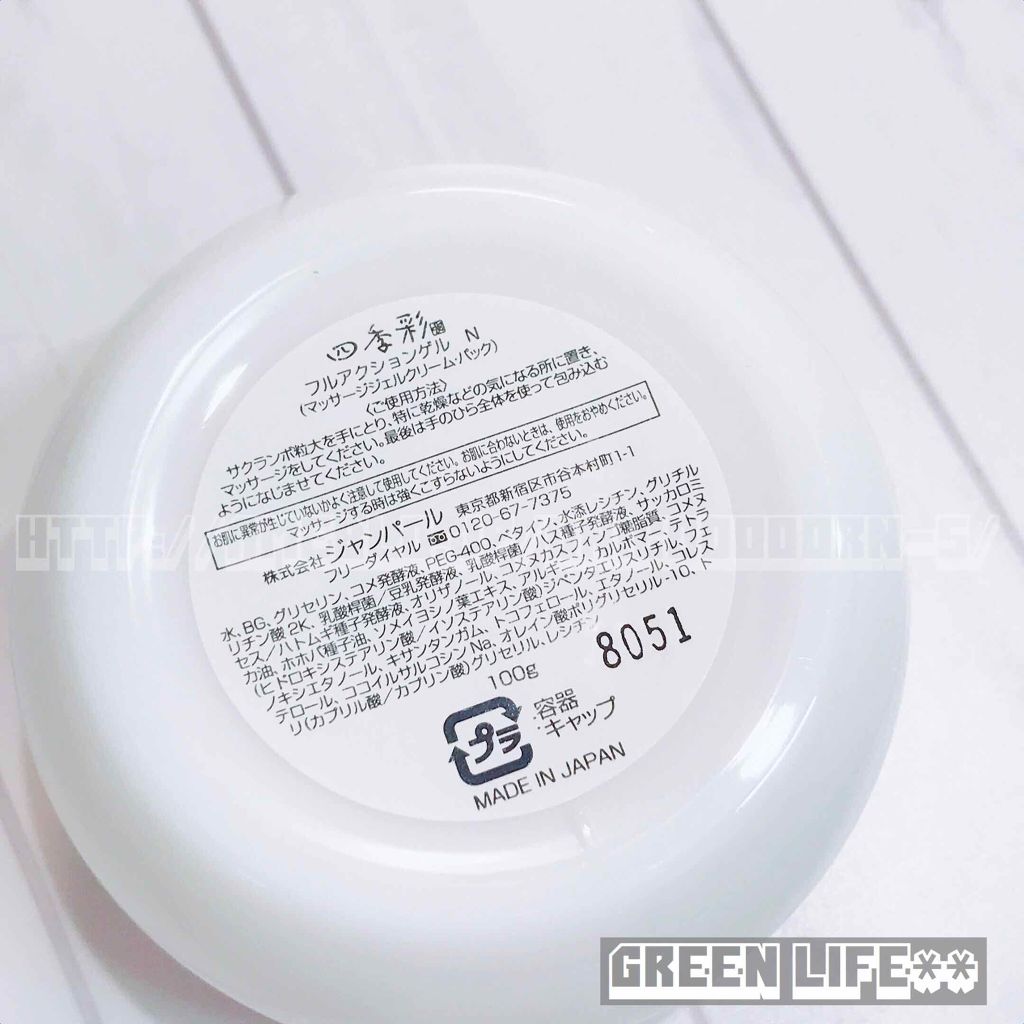 四季彩
フルアクションゲル N
(マッサージジェルクリーム・パック)
〈ご使用方法〉
サクランボ粒大を手にとり、特に乾燥などの気になる所に置き、
マッサージをしてください。最後は手のひら全体を使って包み込む
ようになじませてください。
お肌に異常が生じていないかよく注意して使用してください。お肌に合わないときは、使用をおやめください。
マッサージする時は強くこすらないようにしてください。
株式会社 ジャンパール 東京都新宿区市谷本村町1-1
フリーダイヤル 0120-67-7375
水、BG、グリセリン、コメ発酵液、PEG-400、ベタイン、水添レシチン、グリチル
リチン酸2K、乳酸桿菌/豆乳発酵液、乳酸桿菌/ハス種子発酵液、サッカロミ
セス/ハトムギ種子発酵液、オリザノール、コメヌカスフィンゴ糖脂質、コメヌ
カ油、ホホバ種子油、ソメイヨシノ葉エキス、アルギニン、カルボマー、テトラ
(ヒドロキシステアリン酸/イソステアリン酸)ジペンタエリスリチル、フェ
ノキシエタノール、キサンタンガム、トコフェロール、エタノール、コレス
テロール、ココイルサルコシンNa、オレイン酸ポリグリセリル-10、ト
リ(カプリル酸/カプリン酸)グリセリル、レシチン
100g
8051
プラ
:容器
・キャップ
MADE IN JAPAN
GREEN LIFE**